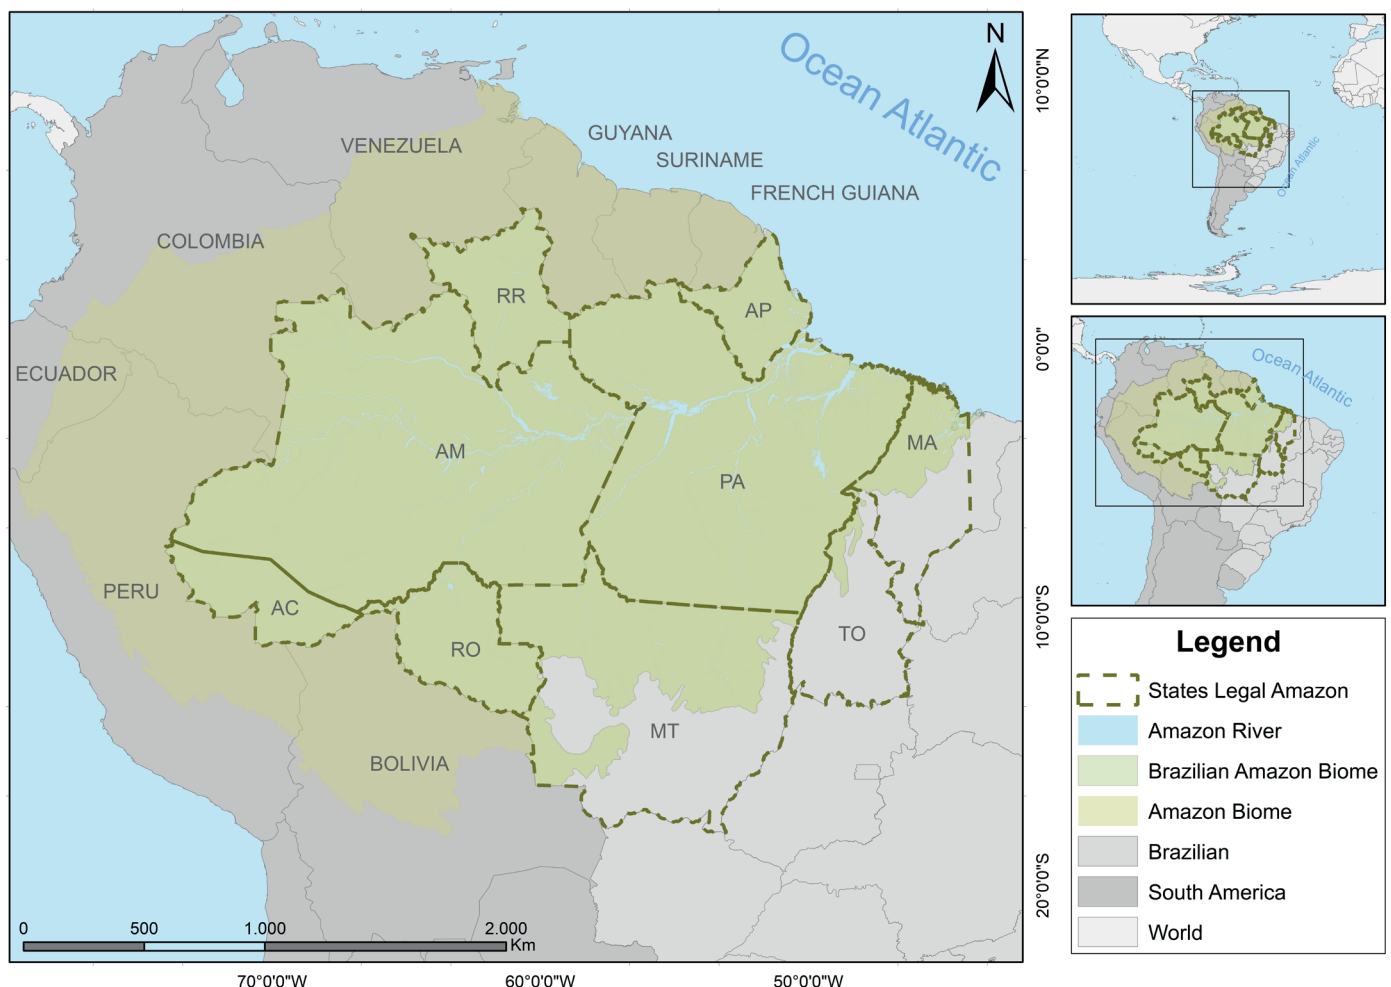 N
Ocean Atlantic
GUYANA
VENEZUELA
SURINAME
FRENCH GUIANA
COLOMBIA
RR
AP
ECUADOR
AM
MA
PA
PERU
AC
TO
RO
MT
BOLIVIA
0 500 1.000 2.000
Km
70°0'0"W 60°0'0"W 50°0'0"W
10°0'0"N
0°0'0"
10°0'0"S
20°0'0"S
Ocean Atlantic
Ocean Atlantic
Legend
States Legal Amazon
Amazon River
Brazilian Amazon Biome
Amazon Biome
Brazilian
South America
World